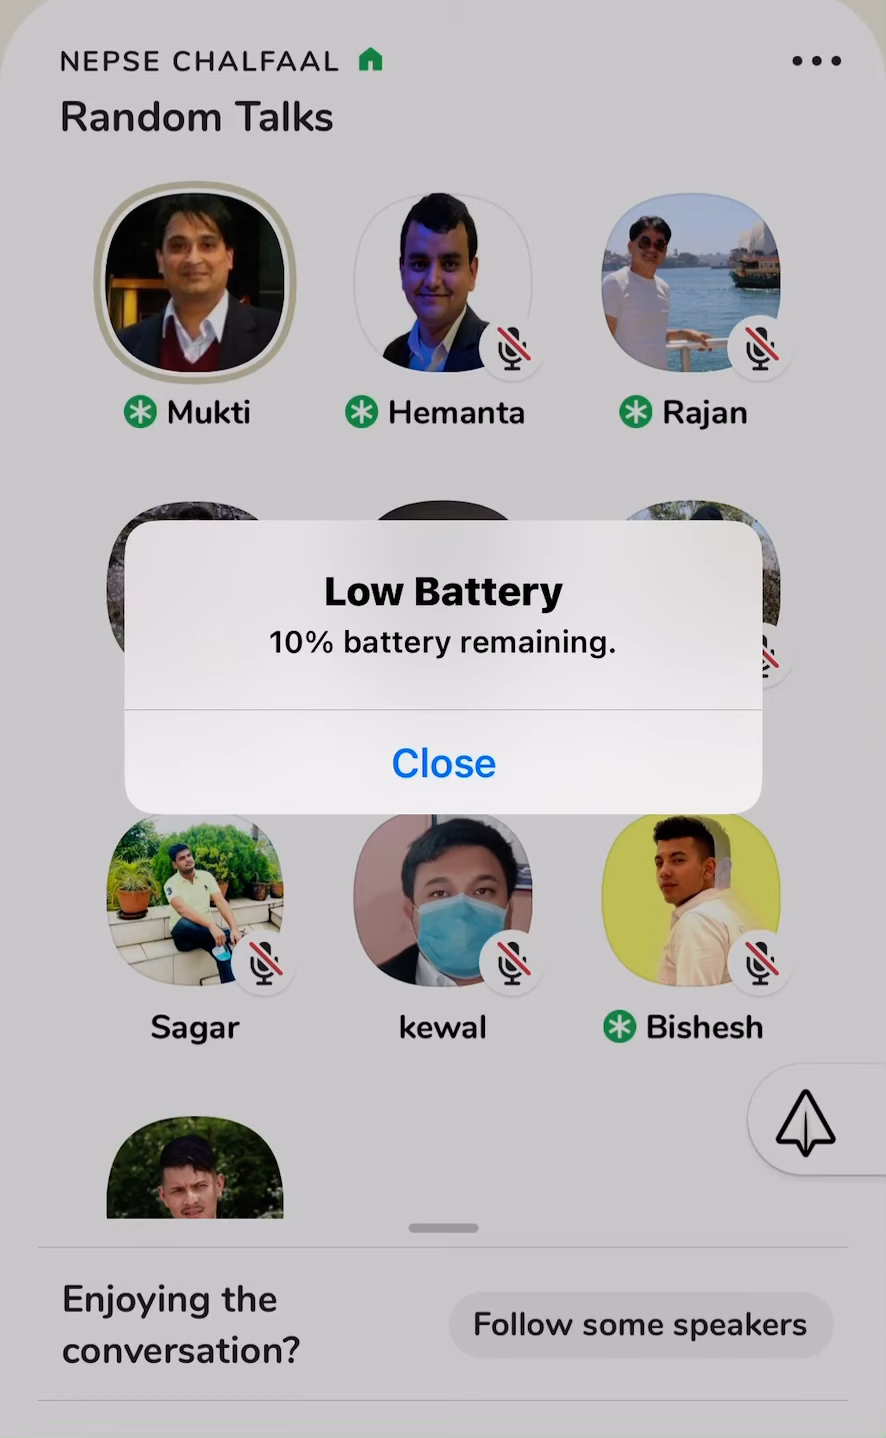 NEPSE CHALFAAL
Random Talks
Mukti
Hemanta
Rajan
Low Battery
10% battery remaining.
Close
Sagar
kewal
Bishesh
Enjoying the
conversation?
Follow some speakers